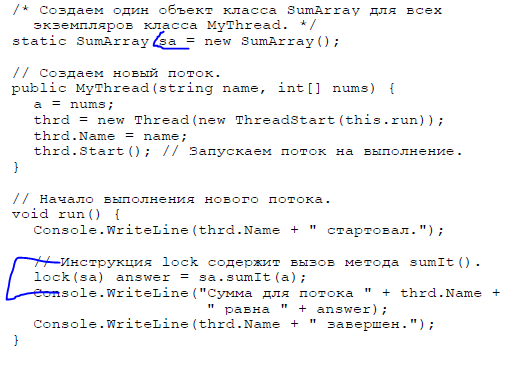 /* Создаем один объект класса SumArray для всех
экземпляров класса MyThread. */
static SumArray sa = new SumArray();
// Создаем новый поток.
public MyThread(string name, int[] nums) {
a = nums;
thrd = new Thread(new ThreadStart(this.run));
thrd.Name = name;
thrd.Start(); // Запускаем поток на выполнение.
}
// Начало выполнения нового потока.
void run() {
Console.WriteLine(thrd.Name + " стартовал.");
// Инструкция lock содержит вызов метода sumIt().
lock(sa) answer = sa.sumIt(a);
Console.WriteLine("Сумма для потока " + thrd.Name +
" равна " + answer);
Console.WriteLine(thrd.Name + " завершен.");
}